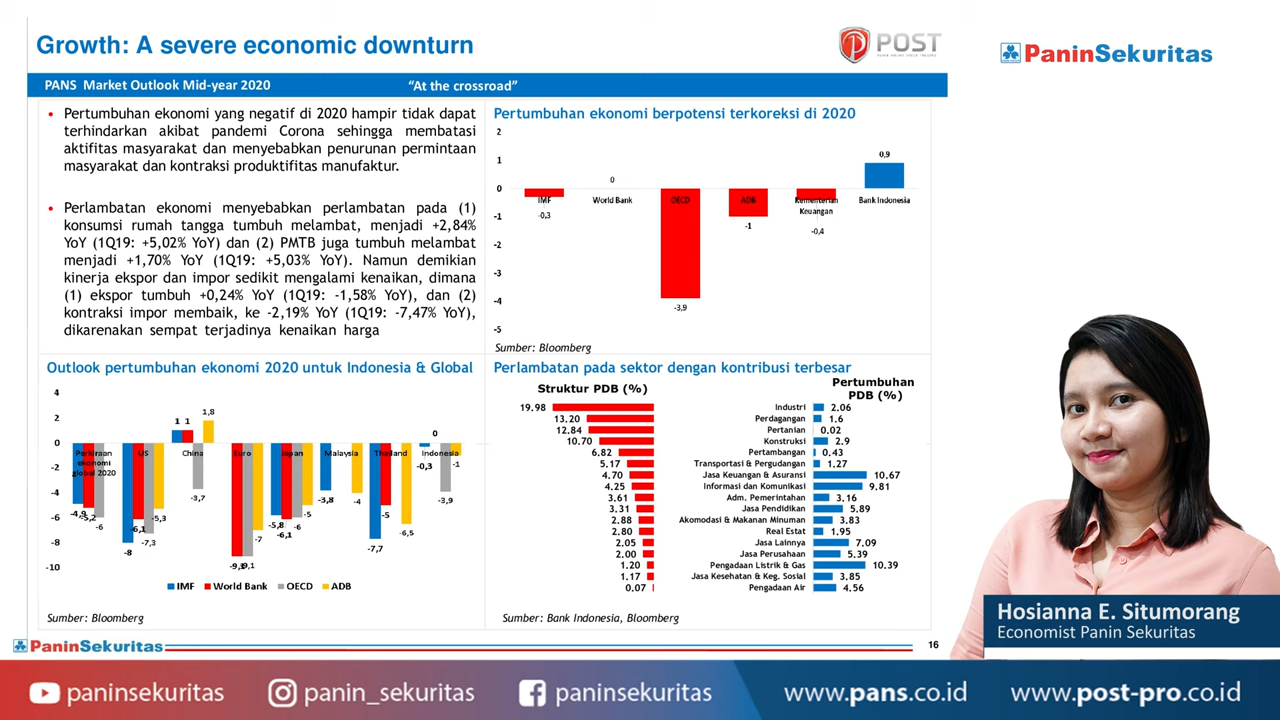 Growth: A severe economic downturn
POST
PaninSekuritas
PANS Market Outlook Mid-year 2020
“At the crossroad”
• Pertumbuhan ekonomi yang negatif di 2020 hampir tidak dapat
terhindarkan akibat pandemi Corona sehingga membatasi
aktifitas masyarakat dan menyebabkan penurunan permintaan
masyarakat dan kontraksi produktifitas manufaktur.
• Perlambatan ekonomi menyebabkan perlambatan pada (1)
konsumsi rumah tangga tumbuh melambat, menjadi +2,84%
YoY (1Q19: +5,02% YoY) dan (2) PMTB juga tumbuh melambat
menjadi +1,70% YoY (1Q19: +5,03% YoY). Namun demikian
kinerja ekspor dan impor sedikit mengalami kenaikan, dimana
(1) ekspor tumbuh +0,24% YoY (1Q19: -1,58% YoY), dan (2)
kontraksi impor membaik, ke -2,19% YoY (1Q19: -7,47% YoY),
dikarenakan sempat terjadinya kenaikan harga
Pertumbuhan ekonomi berpotensi terkoreksi di 2020
2
1
0
-1
-2
-3
-4
-5
IMF
-0,3
World Bank
0
OECD
-3,9
ADB
-1
Kementerian
Keuangan
-0,4
Bank Indonesia
0,9
Sumber: Bloomberg
Outlook pertumbuhan ekonomi 2020 untuk Indonesia & Global
4
2
0
-2
-4
-6
-8
-10
Perkiraan
ekonomi
global 2020
-4,9
-5,2
-6
US
-8
-6,1
-7,3
-5,3
China
1
1
-3,7
1,8
Euro
-9,1
-7
Japan
-5,8
-6,1
-6
-5
Malaysia
-3,8
-4
Thailand
-7,7
-5
-6,5
Indonesia
-0,3
0
-3,9
-1
IMF World Bank OECD ADB
Sumber: Bloomberg
Perlambatan pada sektor dengan kontribusi terbesar
Struktur PDB (%)
Pertumbuhan
PDB (%)
19.98 Industri 2.06
13.20 Perdagangan 1.6
12.84 Pertanian 0.02
10.70 Konstruksi 2.9
6.82 Pertambangan 0.43
5.17 Transportasi & Pergudangan 1.27
4.70 Jasa Keuangan & Asuransi 10.67
4.25 Informasi dan Komunikasi 9.81
3.61 Adm. Pemerintahan 3.16
3.31 Jasa Pendidikan 5.89
2.88 Akomodasi & Makanan Minuman 3.83
2.80 Real Estat 1.95
2.05 Jasa Lainnya 7.09
2.00 Jasa Perusahaan 5.39
1.20 Pengadaan Listrik & Gas 10.39
1.17 Jasa Kesehatan & Keg. Sosial 3.85
0.07 Pengadaan Air 4.56
Sumber: Bank Indonesia, Bloomberg
PaninSekuritas
16
Hosianna E. Situmorang
Economist Panin Sekuritas
paninsekuritas
panin_sekuritas
paninsekuritas
www.pans.co.id
www.post-pro.co.id